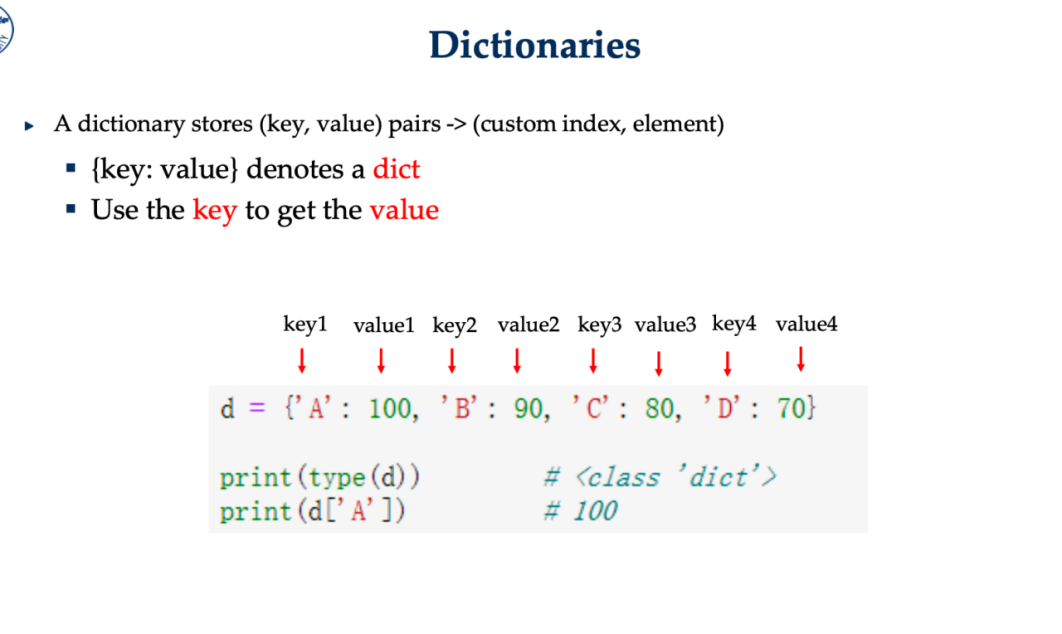 Dictionaries
▸ A dictionary stores (key, value) pairs -> (custom index, element)
▪ {key: value} denotes a dict
▪ Use the key to get the value
key1 value1 key2 value2 key3 value3 key4 value4
d = {'A': 100, 'B': 90, 'C': 80, 'D': 70}
print(type(d)) # <class 'dict'>
print(d['A']) # 100